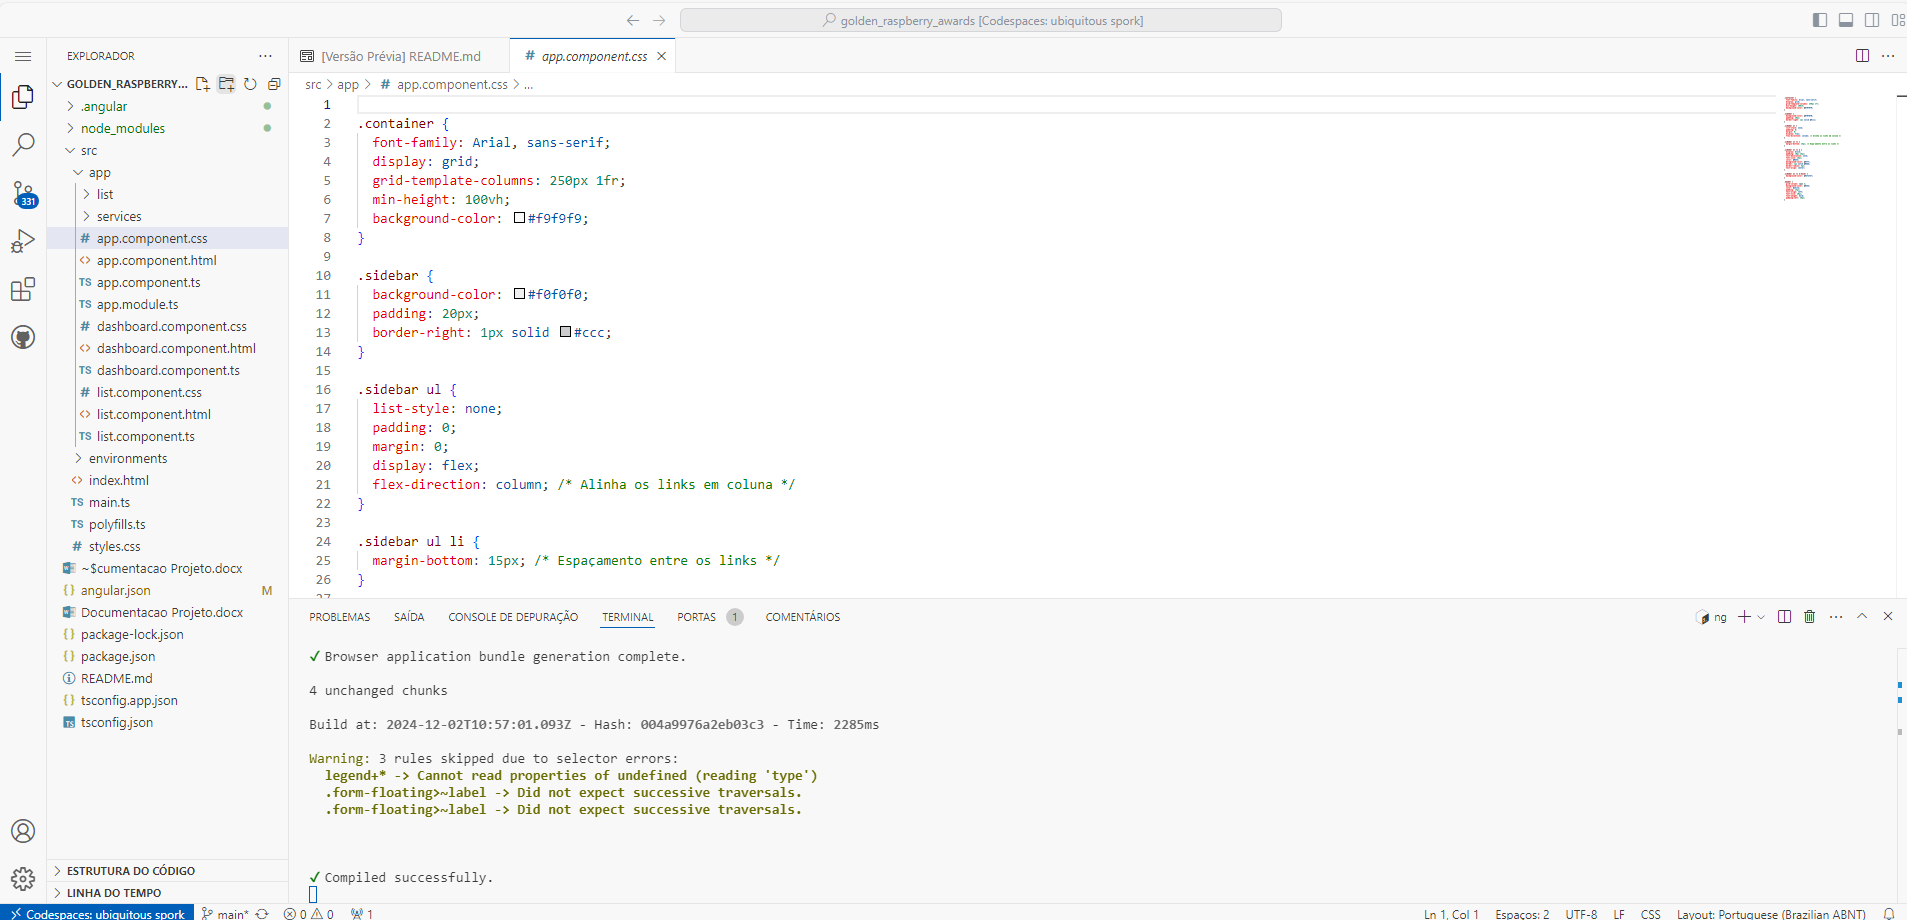 golden_raspberry_awards [Codespaces: ubiquitous spork]
EXPLORADOR
GOLDEN_RASPBERRY...
.angular
node_modules
src
app
list
services
# app.component.css
<> app.component.html
TS app.component.ts
TS app.module.ts
# dashboard.component.css
<> dashboard.component.html
TS dashboard.component.ts
# list.component.css
<> list.component.html
TS list.component.ts
environments
<> index.html
TS main.ts
TS polyfills.ts
# styles.css
~$cumentacao Projeto.docx
{} angular.json M
Documentacao Projeto.docx
{} package-lock.json
{} package.json
README.md
{} tsconfig.app.json
TS tsconfig.json
ESTRUTURA DO CÓDIGO
LINHA DO TEMPO
331
[Versão Prévia] README.md
# app.component.css
src > app > # app.component.css > ...
1
2 .container {
3 font-family: Arial, sans-serif;
4 display: grid;
5 grid-template-columns: 250px 1fr;
6 min-height: 100vh;
7 background-color: #f9f9f9;
8 }
9
10 .sidebar {
11 background-color: #f0f0f0;
12 padding: 20px;
13 border-right: 1px solid #ccc;
14 }
15
16 .sidebar ul {
17 list-style: none;
18 padding: 0;
19 margin: 0;
20 display: flex;
21 flex-direction: column; /* Alinha os links em coluna */
22 }
23
24 .sidebar ul li {
25 margin-bottom: 15px; /* Espaçamento entre os links */
26 }
27
PROBLEMAS SAÍDA CONSOLE DE DEPURAÇÃO TERMINAL PORTAS 1 COMENTÁRIOS
ng
✓ Browser application bundle generation complete.
4 unchanged chunks
Build at: 2024-12-02T10:57:01.093Z - Hash: 004a9976a2eb03c3 - Time: 2285ms
Warning: 3 rules skipped due to selector errors:
legend+* -> Cannot read properties of undefined (reading 'type')
.form-floating>~label -> Did not expect successive traversals.
.form-floating>~label -> Did not expect successive traversals.
✓ Compiled successfully.
Codespaces: ubiquitous spork main* 0 0 1
Ln 1, Col 1 Espaços: 2 UTF-8 LF CSS Layout: Portuguese (Brazilian ABNT)